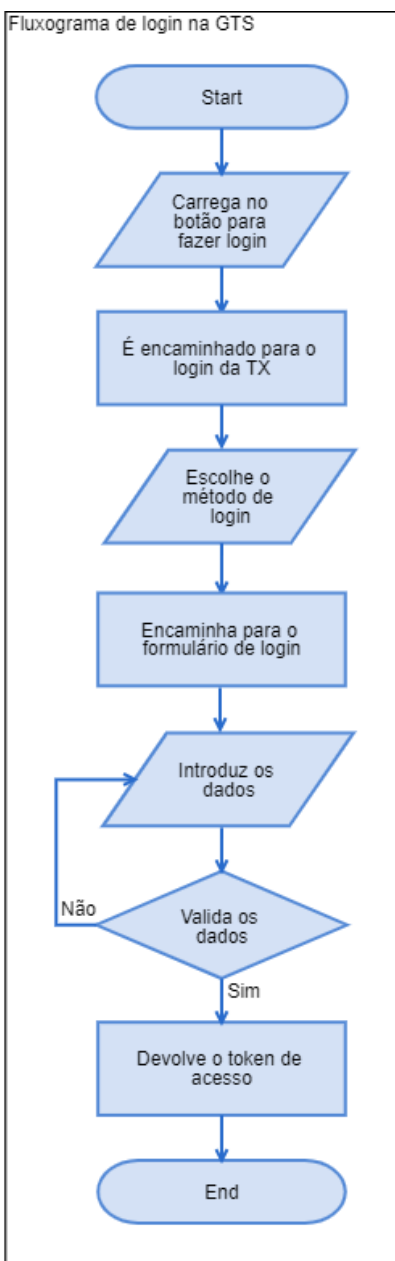 Fluxograma de login na GTS
Start
Carrega no
botão para
fazer login
É encaminhado para o
login da TX
Escolhe o
método de
login
Encaminha para o
formulário de login
Introduz os
dados
Valida os
dados
Não
Sim
Devolve o token de
acesso
End